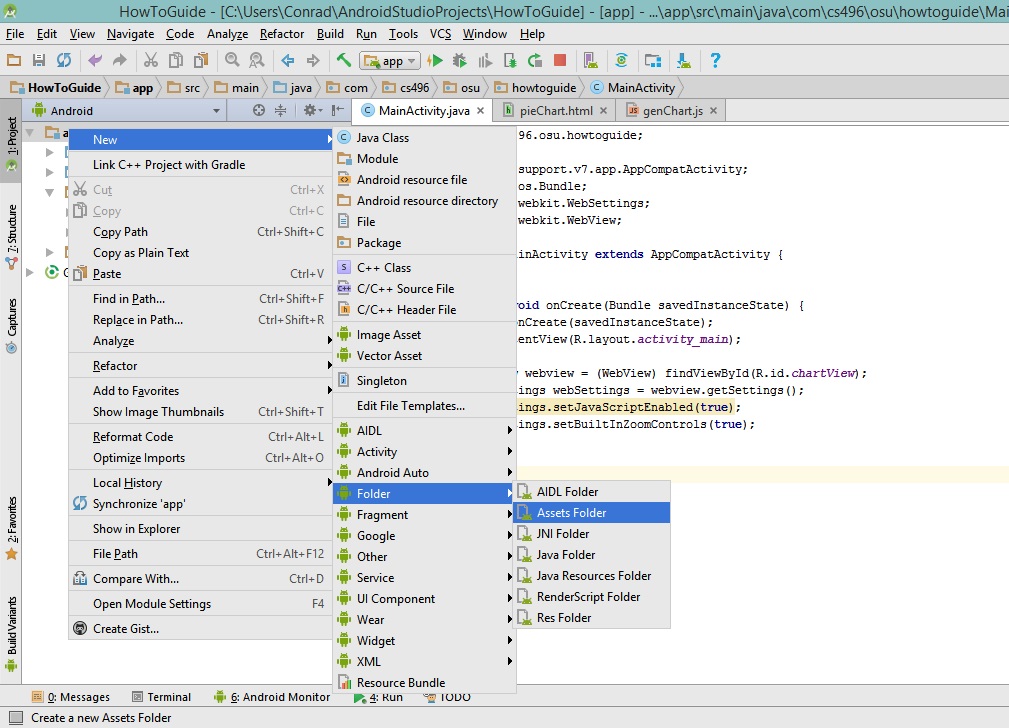 HowToGuide - [C:\Users\Conrad\AndroidStudioProjects\HowToGuide] - [app] - ...\app\src\main\java\com\cs496\osu\howtoguide\Mai
File Edit View Navigate Code Analyze Refactor Build Run Tools VCS Window Help
app
HowToGuide app src main java com cs496 osu howtoguide MainActivity
Android
MainActivity.java pieChart.html genChart.js
1: Project
7: Structure
Captures
2: Favorites
Build Variants
New
Link C++ Project with Gradle
Cut Ctrl+X
Copy Ctrl+C
Copy Path Ctrl+Shift+C
Copy as Plain Text
Paste Ctrl+V
Find in Path... Ctrl+Shift+F
Replace in Path... Ctrl+Shift+R
Analyze
Refactor
Add to Favorites
Show Image Thumbnails Ctrl+Shift+T
Reformat Code Ctrl+Alt+L
Optimize Imports Ctrl+Alt+O
Local History
Synchronize 'app'
Show in Explorer
File Path Ctrl+Alt+F12
Compare With... Ctrl+D
Open Module Settings F4
Create Gist...
Java Class
Module
Android resource file
Android resource directory
File
Package
C++ Class
C/C++ Source File
C/C++ Header File
Image Asset
Vector Asset
Singleton
Edit File Templates...
AIDL
Activity
Android Auto
Folder
Fragment
Google
Other
Service
UI Component
Wear
Widget
XML
Resource Bundle
AIDL Folder
Assets Folder
JNI Folder
Java Folder
Java Resources Folder
RenderScript Folder
Res Folder
96.osu.howtoguide;
support.v7.app.AppCompatActivity;
os.Bundle;
webkit.WebSettings;
webkit.WebView;
inActivity extends AppCompatActivity {
oid onCreate(Bundle savedInstanceState) {
nCreate(savedInstanceState);
entView(R.layout.activity_main);
webview = (WebView) findViewById(R.id.chartView);
ings webSettings = webview.getSettings();
ings.setJavaScriptEnabled(true);
ings.setBuiltInZoomControls(true);
0: Messages Terminal 6: Android Monitor 4: Run TODO
Create a new Assets Folder